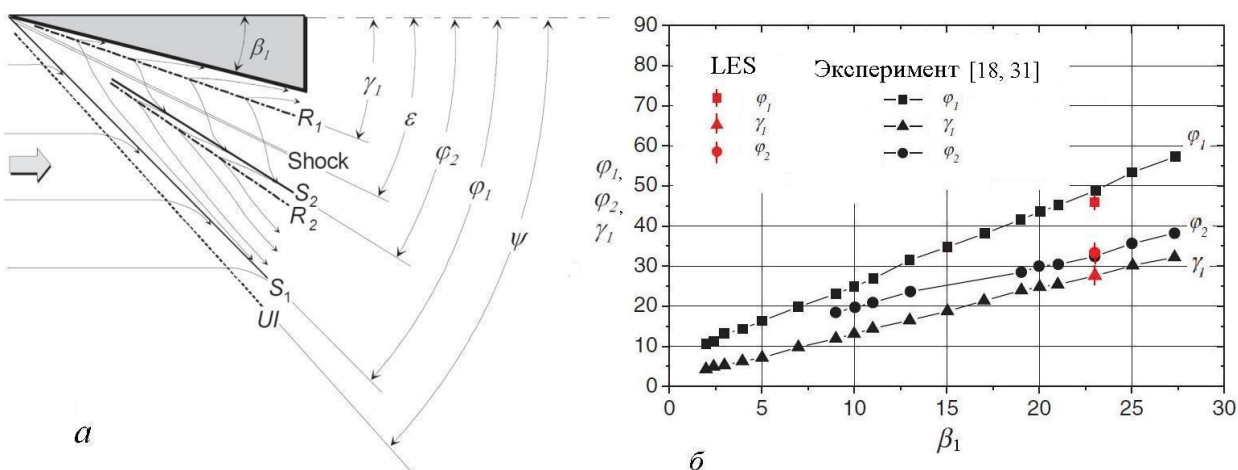 β₁
R₁
Shock
S₂
R₂
S₁
UI
γ₁
ε
φ₂
φ₁
ψ
а
90
80
70
60
50
40
30
20
10
0
φ₁,
φ₂,
γ₁
LES
φ₁
γ₁
φ₂
Эксперимент [18, 31]
φ₁
γ₁
φ₂
φ₁
φ₂
γ₁
0 5 10 15 20 25 30
β₁
б